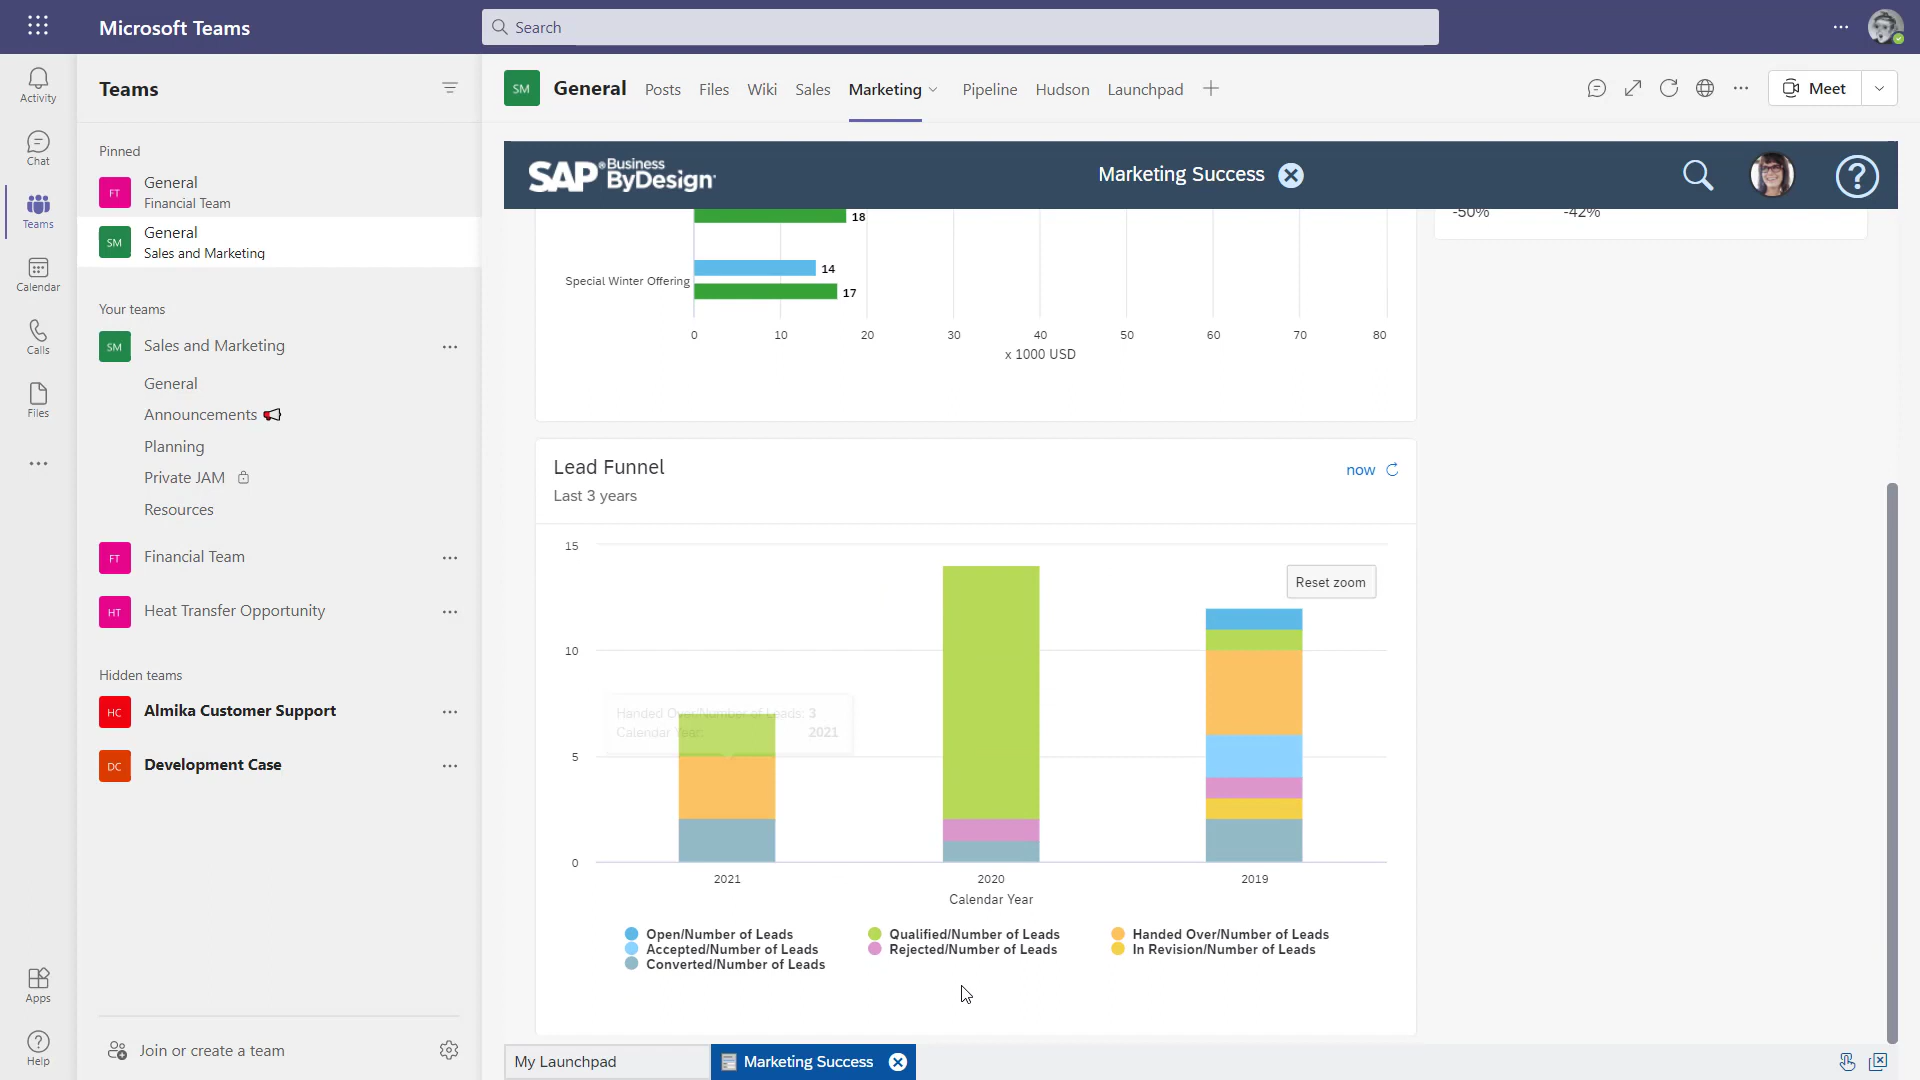 Microsoft Teams
Search
Activity
Chat
Teams
Calendar
Calls
Files
Apps
Help
Teams
Pinned
FT
General
Financial Team
SM
General
Sales and Marketing
Your teams
SM
Sales and Marketing
General
Announcements
Planning
Private JAM
Resources
FT
Financial Team
HT
Heat Transfer Opportunity
Hidden teams
HC
Almika Customer Support
DC
Development Case
Join or create a team
SM
General
Posts
Files
Wiki
Sales
Marketing
Pipeline
Hudson
Launchpad
Meet
SAP® Business ByDesign
Marketing Success
?
-50%
-42%
18
Special Winter Offering
14
17
0 10 20 30 40 50 60 70 80
x 1000 USD
Lead Funnel
Last 3 years
now
15
10
5
0
Reset zoom
Handed Over/Number of Leads: 3
Calendar Year: 2021
2021
2020
2019
Calendar Year
Open/Number of Leads
Qualified/Number of Leads
Handed Over/Number of Leads
Accepted/Number of Leads
Rejected/Number of Leads
In Revision/Number of Leads
Converted/Number of Leads
My Launchpad
Marketing Success